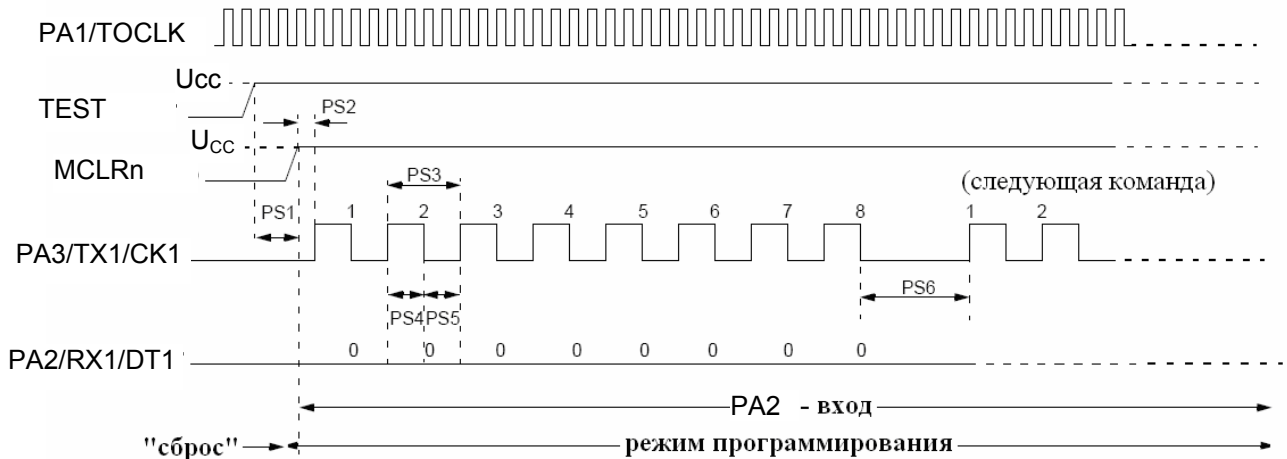 PA1/TOCLK
Ucc
TEST
PS2
UCC
MCLRn
PS3
(следующая команда)
PS1
1 2 3 4 5 6 7 8 1 2
PA3/TX1/CK1
PS6
PS4 PS5
0 0 0 0 0 0 0 0
PA2/RX1/DT1
PA2 - вход
"сброс" режим программирования